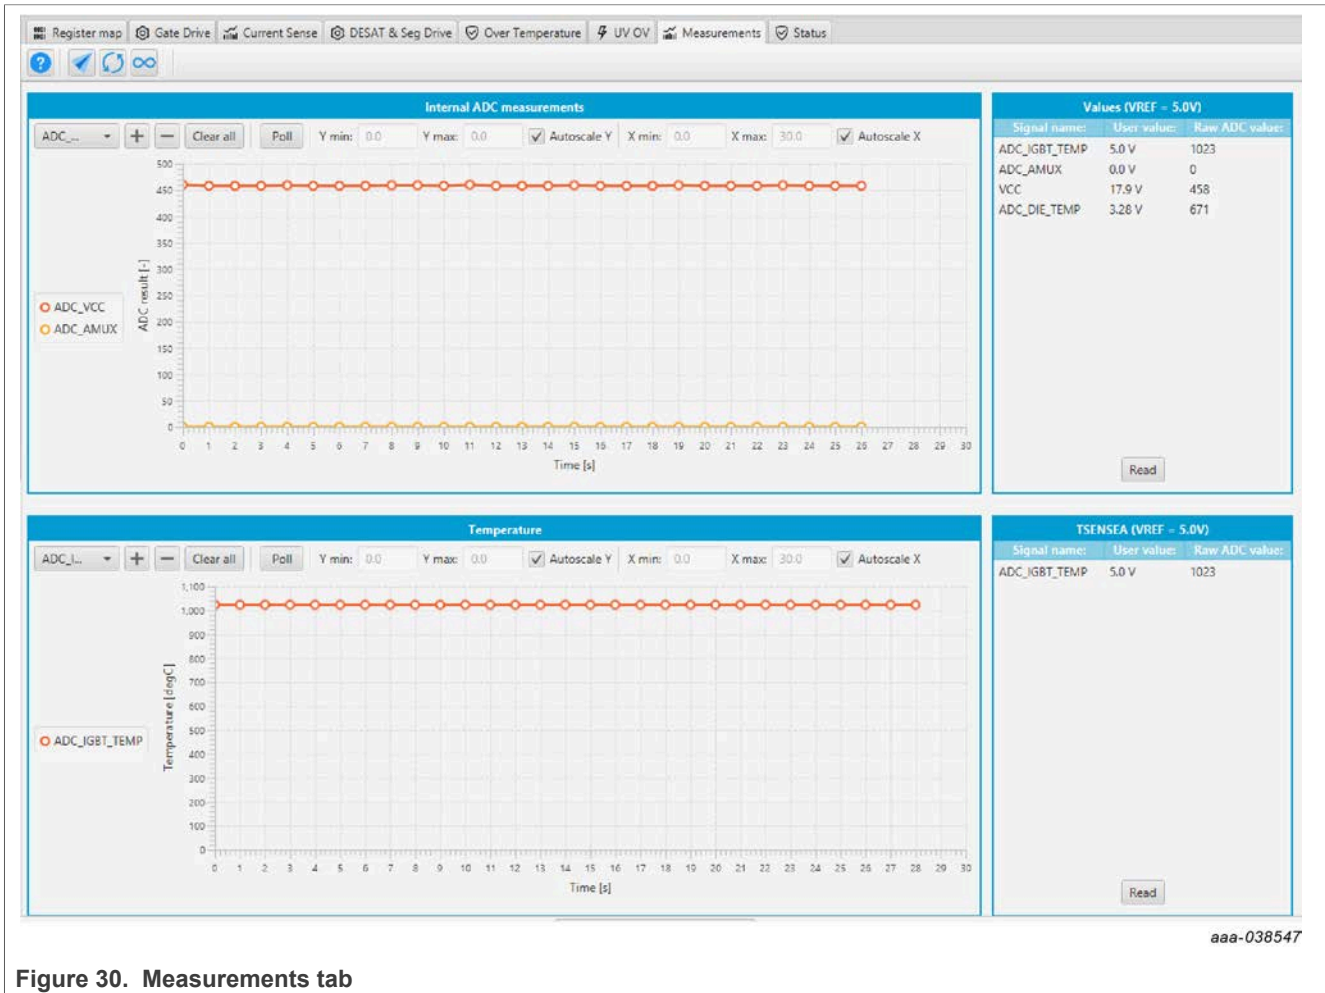 Register map Gate Drive Current Sense DESAT & Seg Drive Over Temperature UV OV Measurements Status
Internal ADC measurements
ADC_... + — Clear all Poll Y min: 0.0 Y max: 0.0 Autoscale Y X min: 0.0 X max: 30.0 Autoscale X
500
450
400
350
300
250
200
150
100
50
0
ADC result [-]
ADC_VCC
ADC_AMUX
0 1 2 3 4 5 6 7 8 9 10 11 12 13 14 15 16 17 18 19 20 21 22 23 24 25 26 27 28 29 30
Time [s]
Values (VREF = 5.0V)
Signal name: User value: Raw ADC value:
ADC_IGBT_TEMP 5.0 V 1023
ADC_AMUX 0.0 V 0
VCC 17.9 V 458
ADC_DIE_TEMP 3.28 V 671
Read
Temperature
ADC_I... + — Clear all Poll Y min: 0.0 Y max: 0.0 Autoscale Y X min: 0.0 X max: 30.0 Autoscale X
1,100
1,000
900
800
700
600
500
400
300
200
100
0
Temperature [degC]
ADC_IGBT_TEMP
0 1 2 3 4 5 6 7 8 9 10 11 12 13 14 15 16 17 18 19 20 21 22 23 24 25 26 27 28 29 30
Time [s]
TSENSEA (VREF = 5.0V)
Signal name: User value: Raw ADC value:
ADC_IGBT_TEMP 5.0 V 1023
Read
aaa-038547
Figure 30. Measurements tab